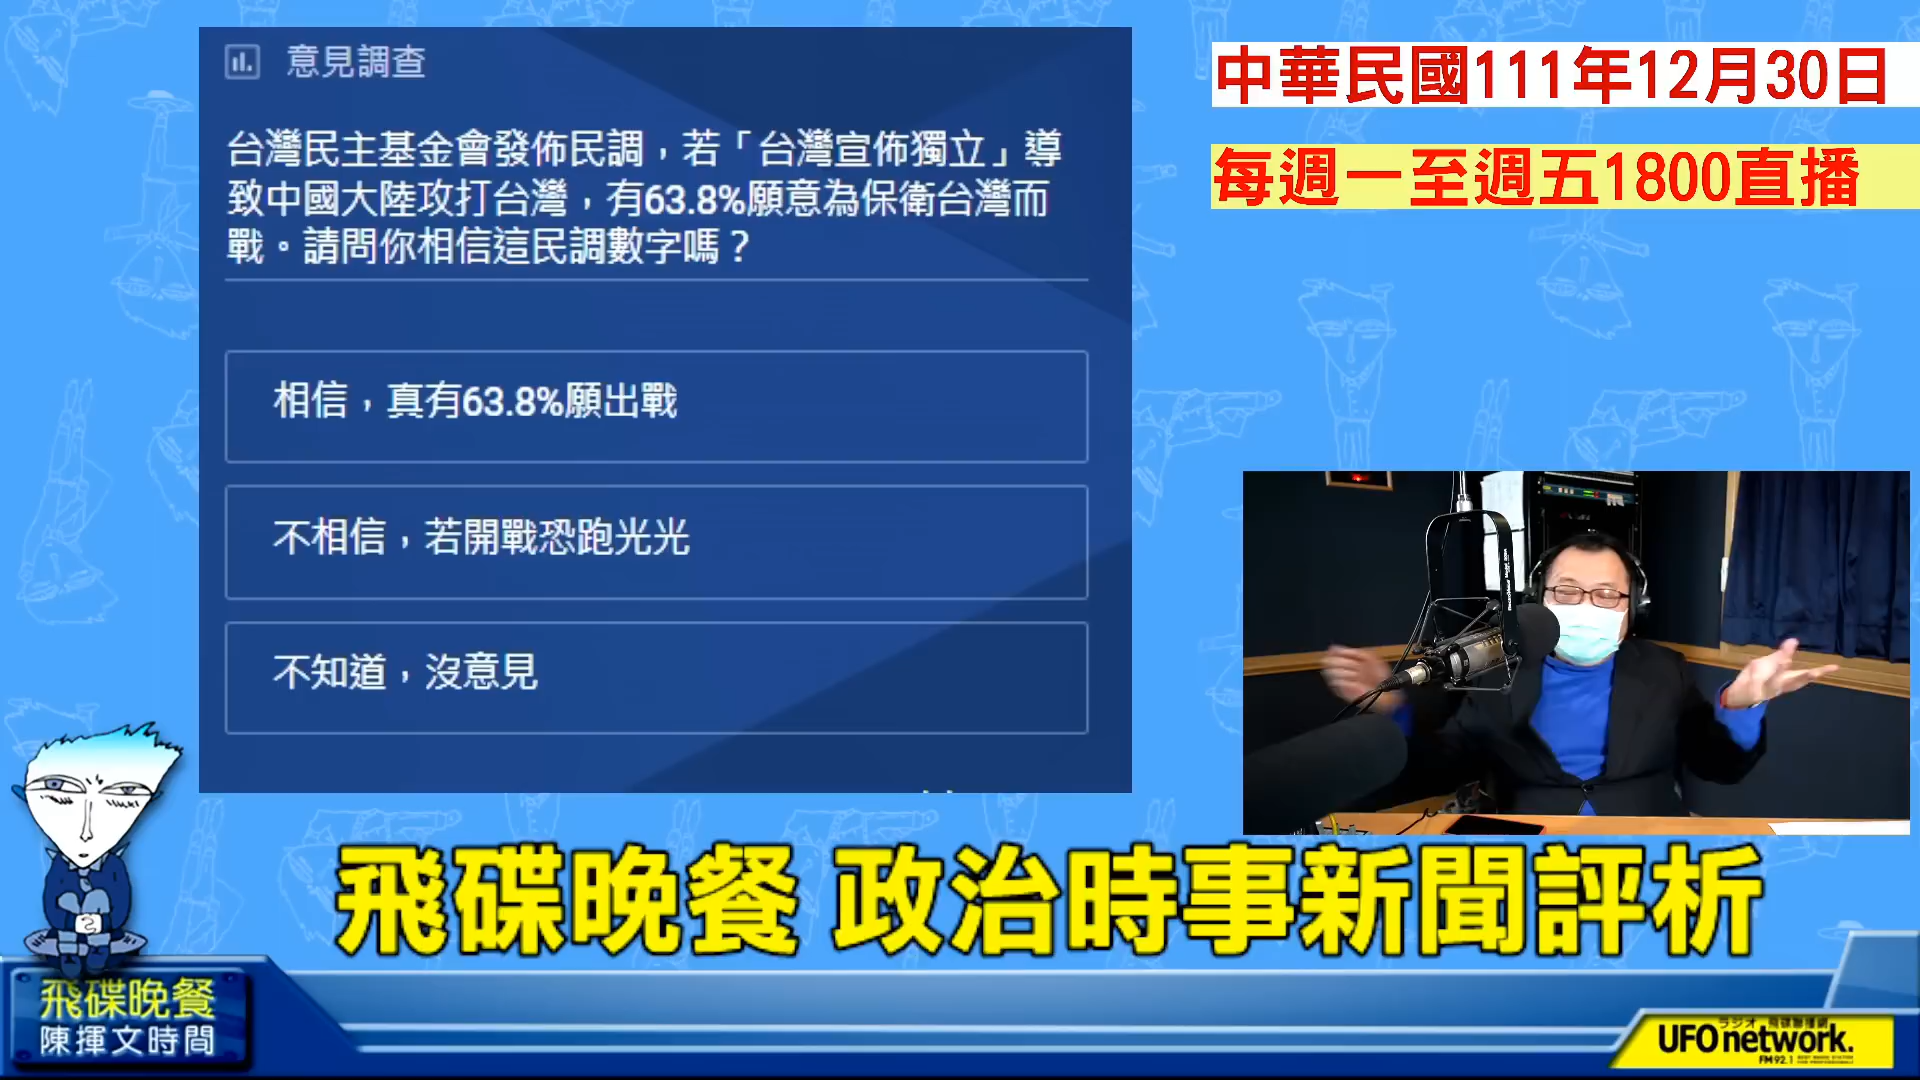 意見調查
台灣民主基金會發佈民調，若「台灣宣佈獨立」導
致中國大陸攻打台灣，有63.8%願意為保衛台灣而
戰。請問你相信這民調數字嗎？
相信，真有63.8%願出戰
不相信，若開戰恐跑光光
不知道，沒意見
中華民國111年12月30日
每週一至週五1800直播
飛碟晚餐 政治時事新聞評析
飛碟晚餐
陳揮文時間
UFOnetwork.
FM92.1